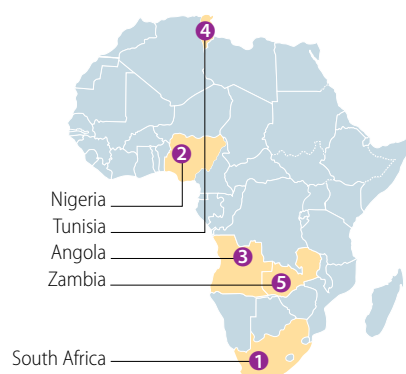 4
2
Nigeria
Tunisia
Angola
3
Zambia
5
South Africa
1